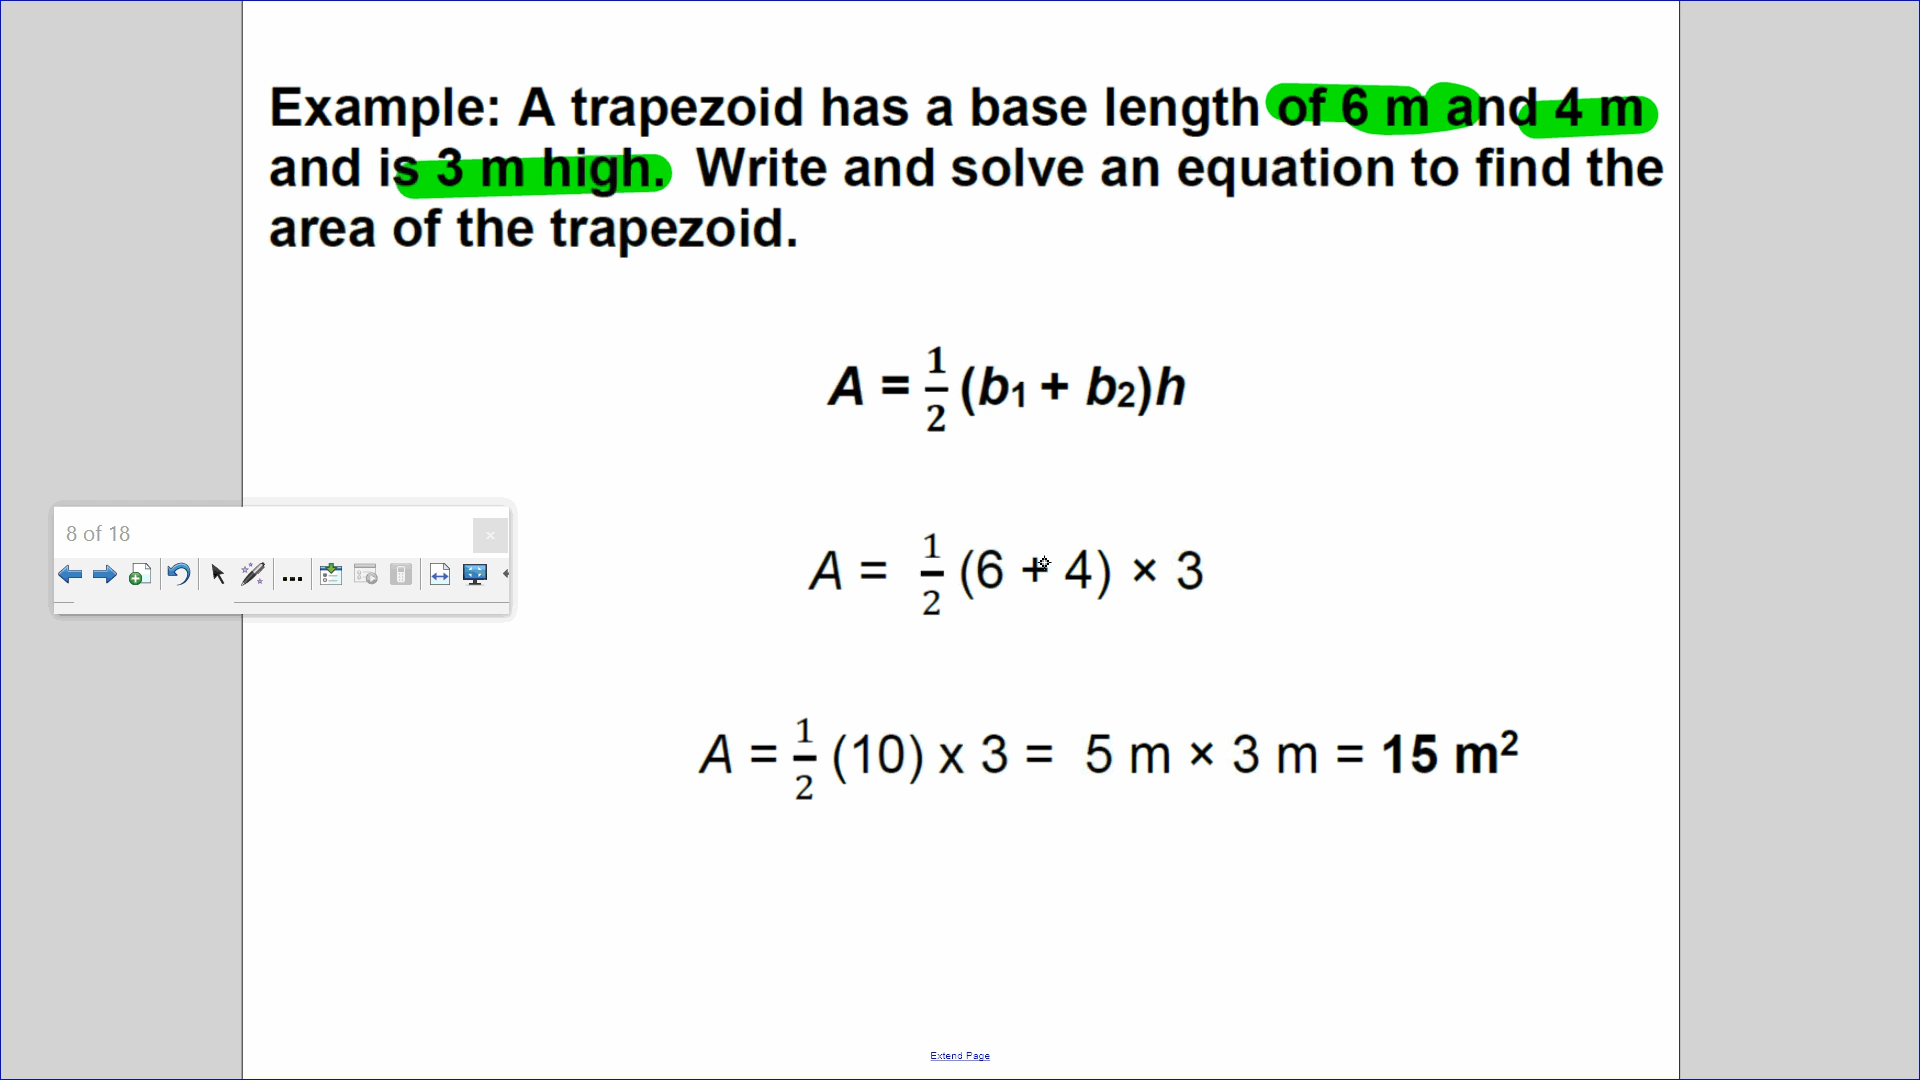 Example: A trapezoid has a base length of 6 m and 4 m
and is 3 m high. Write and solve an equation to find the
area of the trapezoid.
A = 1/2 (b₁ + b₂)h
8 of 18
A = 1/2 (6 + 4) × 3
A = 1/2 (10) x 3 = 5 m × 3 m = 15 m²
Extend Page